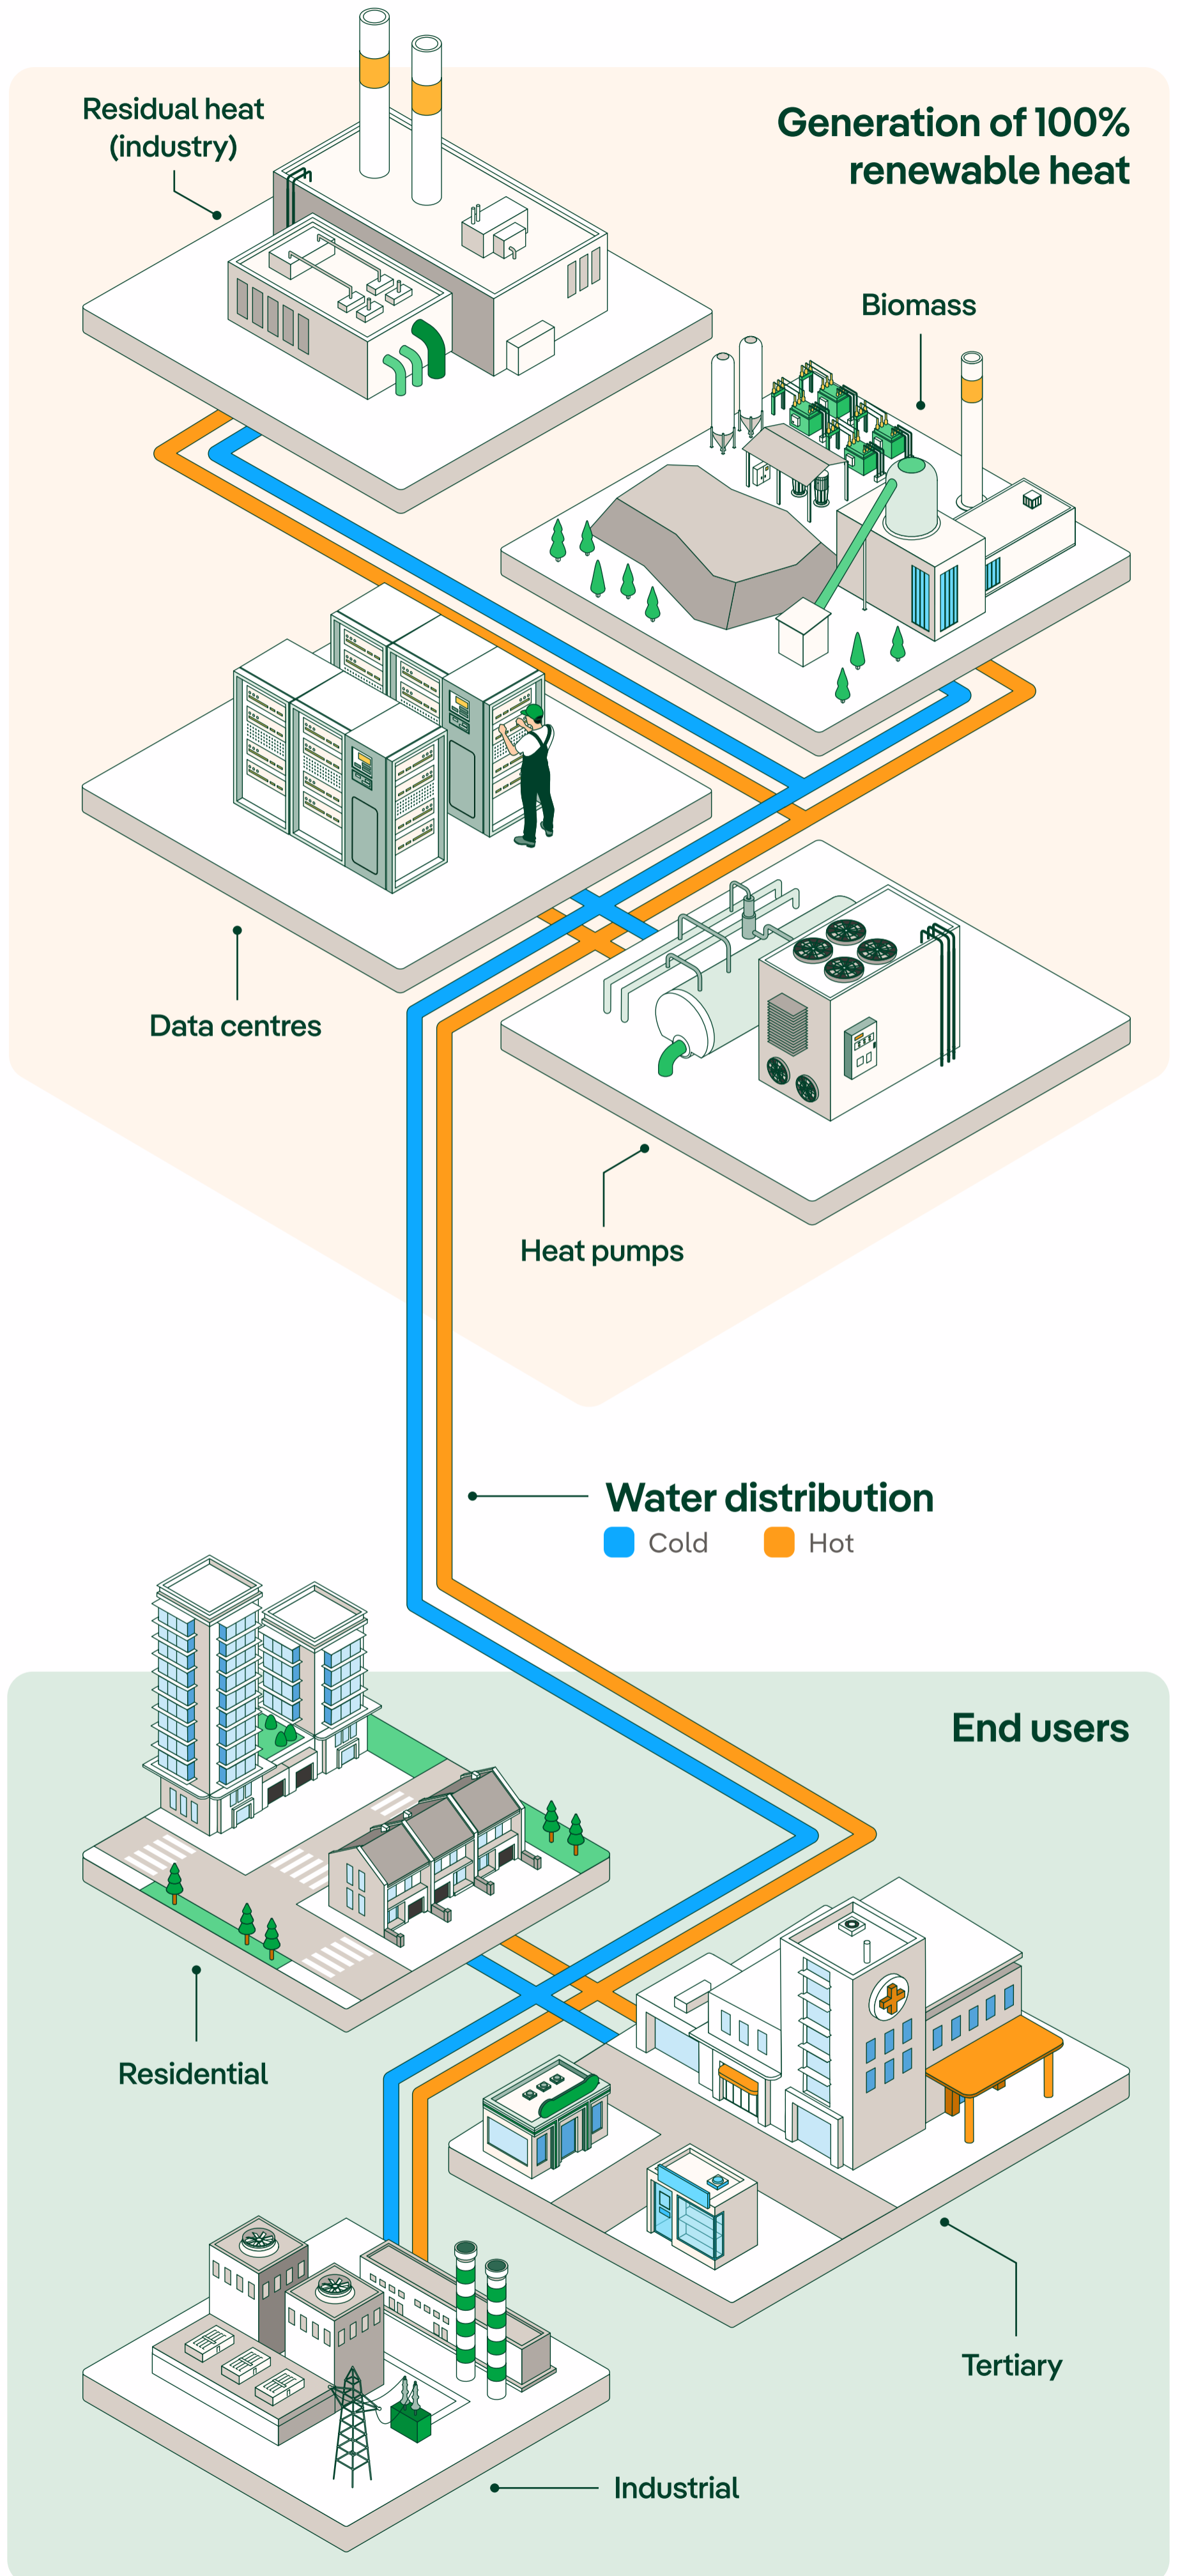 Residual heat
(industry)
Generation of 100%
renewable heat
Biomass
Data centres
Heat pumps
Water distribution
Cold
Hot
End users
Residential
Tertiary
Industrial